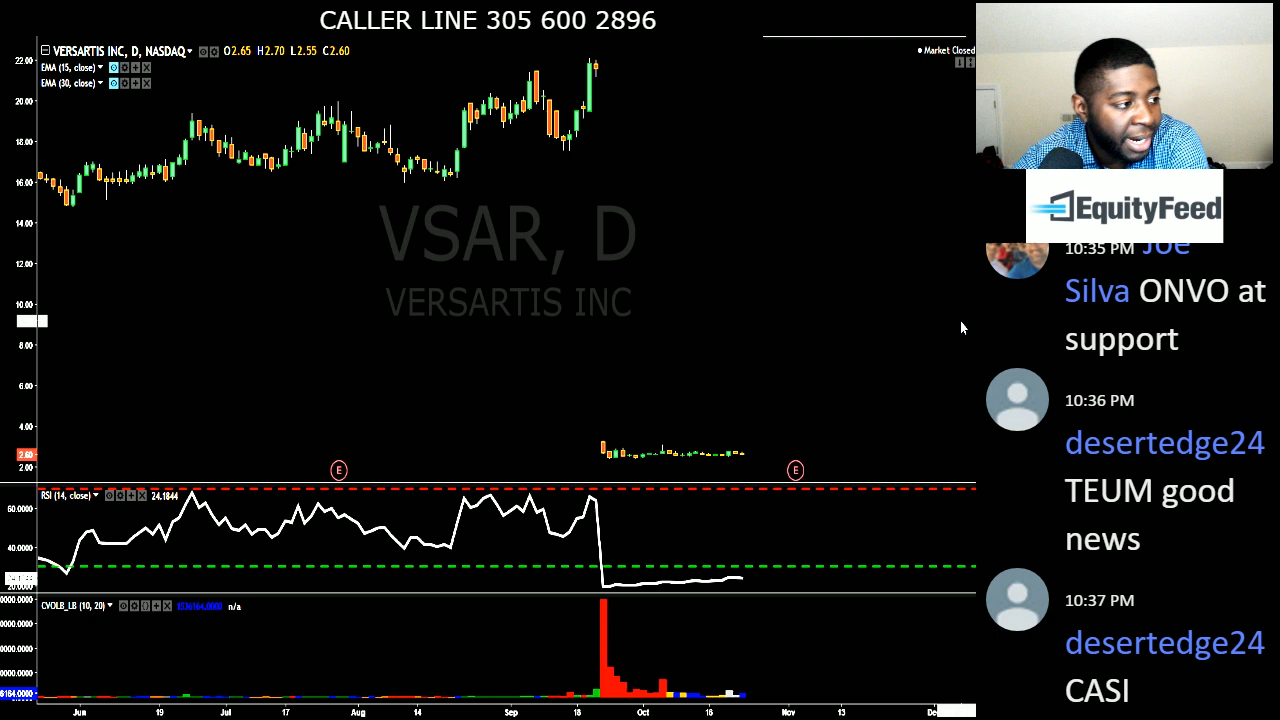 CALLER LINE 305 600 2896
VERSARTIS INC, D, NASDAQ O2.65 H2.70 L2.55 C2.60
Market Closed
EMA (15, close)
EMA (30, close)
22.00
20.00
18.00
16.00
14.00
12.00
10.00
8.00
6.00
4.00
2.60
2.00
VSAR, D
VERSARTIS INC
E
E
RSI (14, close) 24.1844
60.0000
40.0000
20.0000
CVOLB_LB (10, 20) n/a
Jun 19 Jul 17 Aug 14 Sep 18 Oct 16 Nov 13
EquityFeed
10:35 PM Joe
Silva ONVO at
support
10:36 PM
desertedge24
TEUM good
news
10:37 PM
desertedge24
CASI